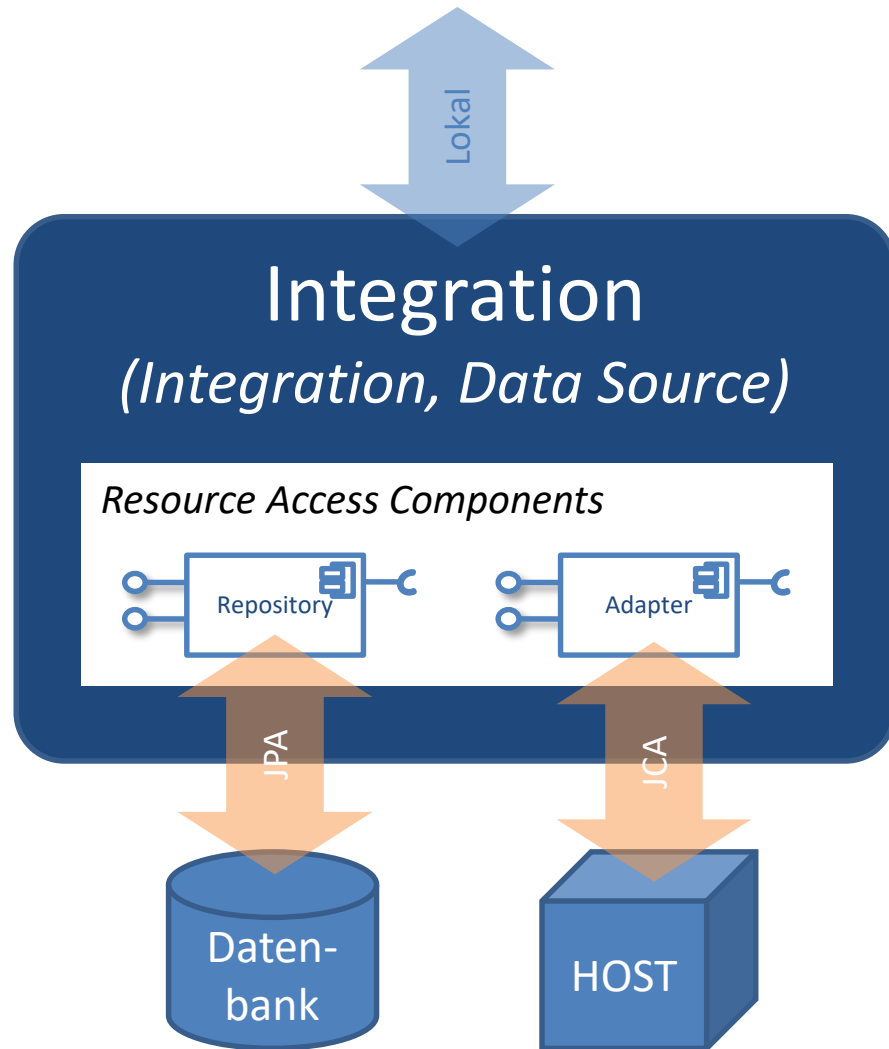 Lokal
Integration
(Integration, Data Source)
Resource Access Components
Repository
Adapter
JPA
JCA
Daten-
bank
HOST